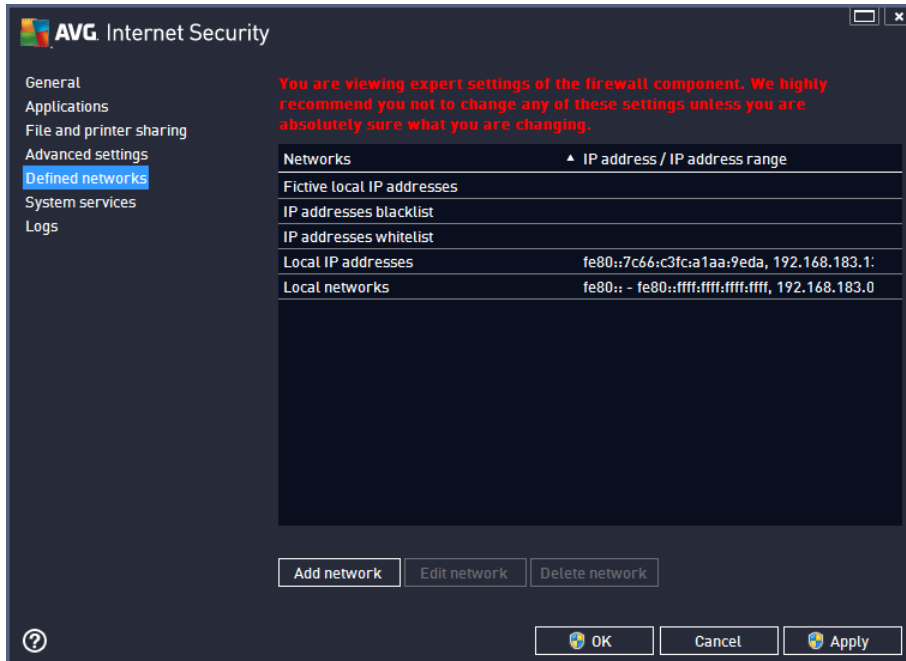 AVG. Internet Security
General
Applications
File and printer sharing
Advanced settings
Defined networks
System services
Logs
You are viewing expert settings of the firewall component. We highly
recommend you not to change any of these settings unless you are
absolutely sure what you are changing.
Networks IP address / IP address range
Fictive local IP addresses
IP addresses blacklist
IP addresses whitelist
Local IP addresses fe80::7c66:c3fc:a1aa:9eda, 192.168.183.1
Local networks fe80:: - fe80::ffff:ffff:ffff:ffff, 192.168.183.0
Add network Edit network Delete network
OK Cancel Apply